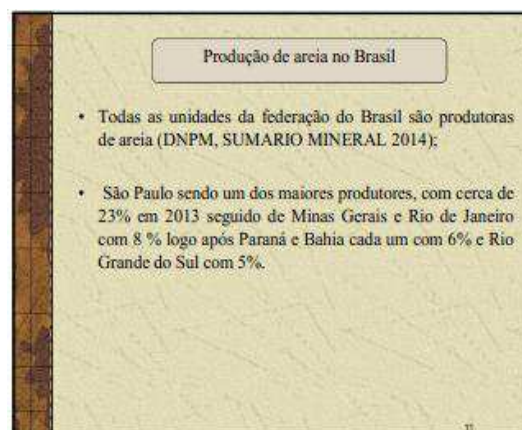 Produção de areia no Brasil
• Todas as unidades da federação do Brasil são produtoras
de areia (DNPM, SUMARIO MINERAL 2014);
• São Paulo sendo um dos maiores produtores, com cerca de
23% em 2013 seguido de Minas Gerais e Rio de Janeiro
com 8 % logo após Paraná e Bahia cada um com 6% e Rio
Grande do Sul com 5%.